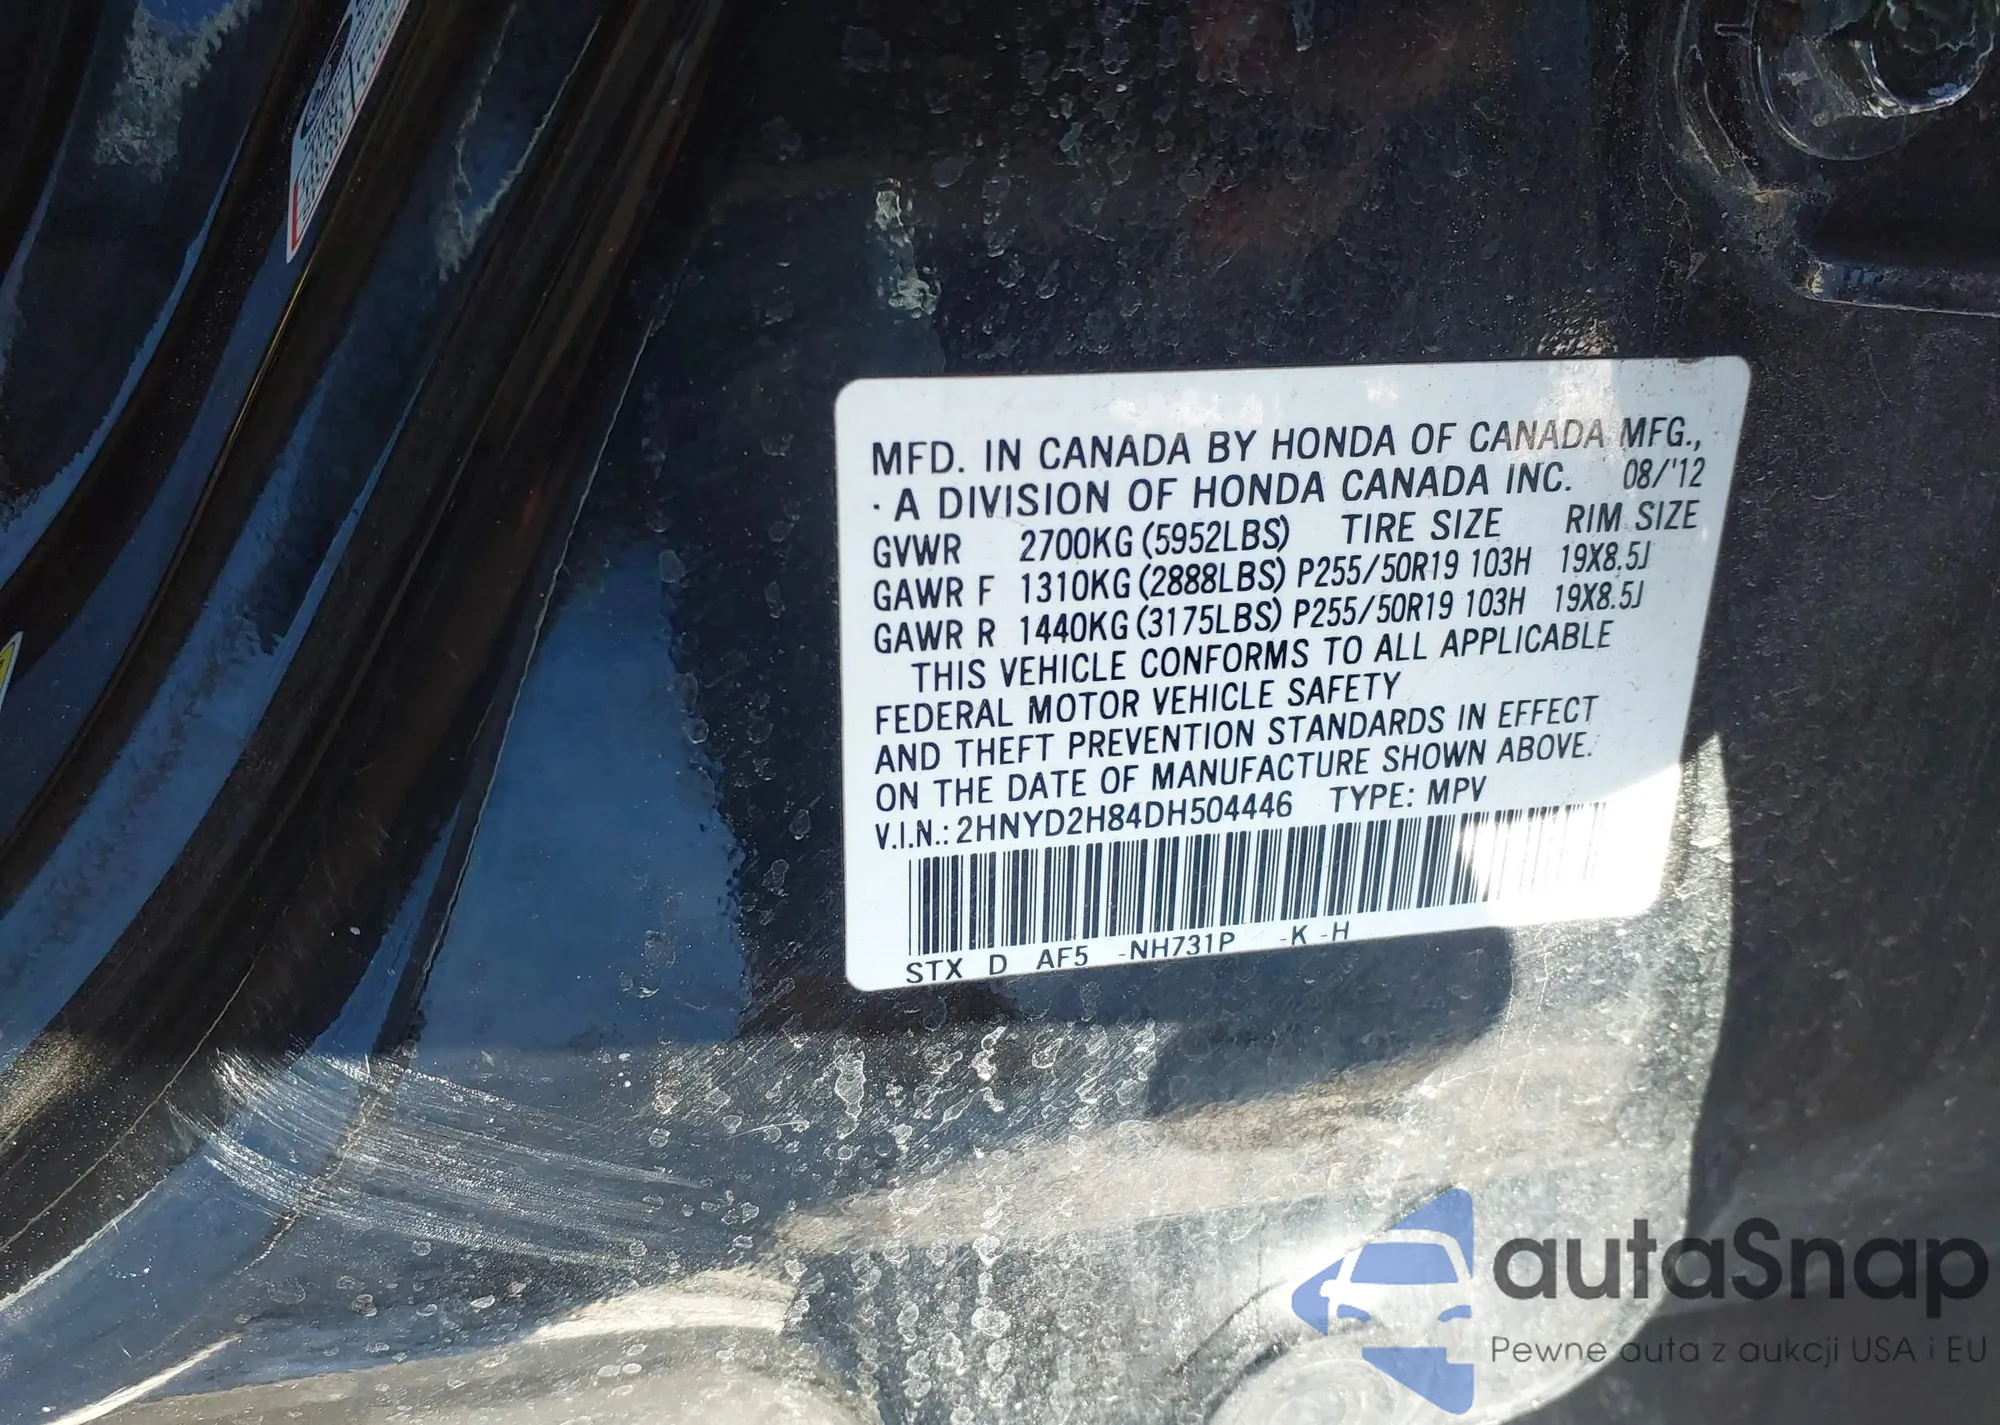 MFD. IN CANADA BY HONDA OF CANADA MFG.,
· A DIVISION OF HONDA CANADA INC. 08/'12
GVWR 2700KG (5952LBS) TIRE SIZE RIM SIZE
GAWR F 1310KG (2888LBS) P255/50R19 103H 19X8.5J
GAWR R 1440KG (3175LBS) P255/50R19 103H 19X8.5J
THIS VEHICLE CONFORMS TO ALL APPLICABLE
FEDERAL MOTOR VEHICLE SAFETY
AND THEFT PREVENTION STANDARDS IN EFFECT
ON THE DATE OF MANUFACTURE SHOWN ABOVE.
V.I.N.: 2HNYD2H84DH504446 TYPE: MPV
STX D AF5 -NH731P -K -H
autaSnap
Pewne auta z aukcji USA i EU